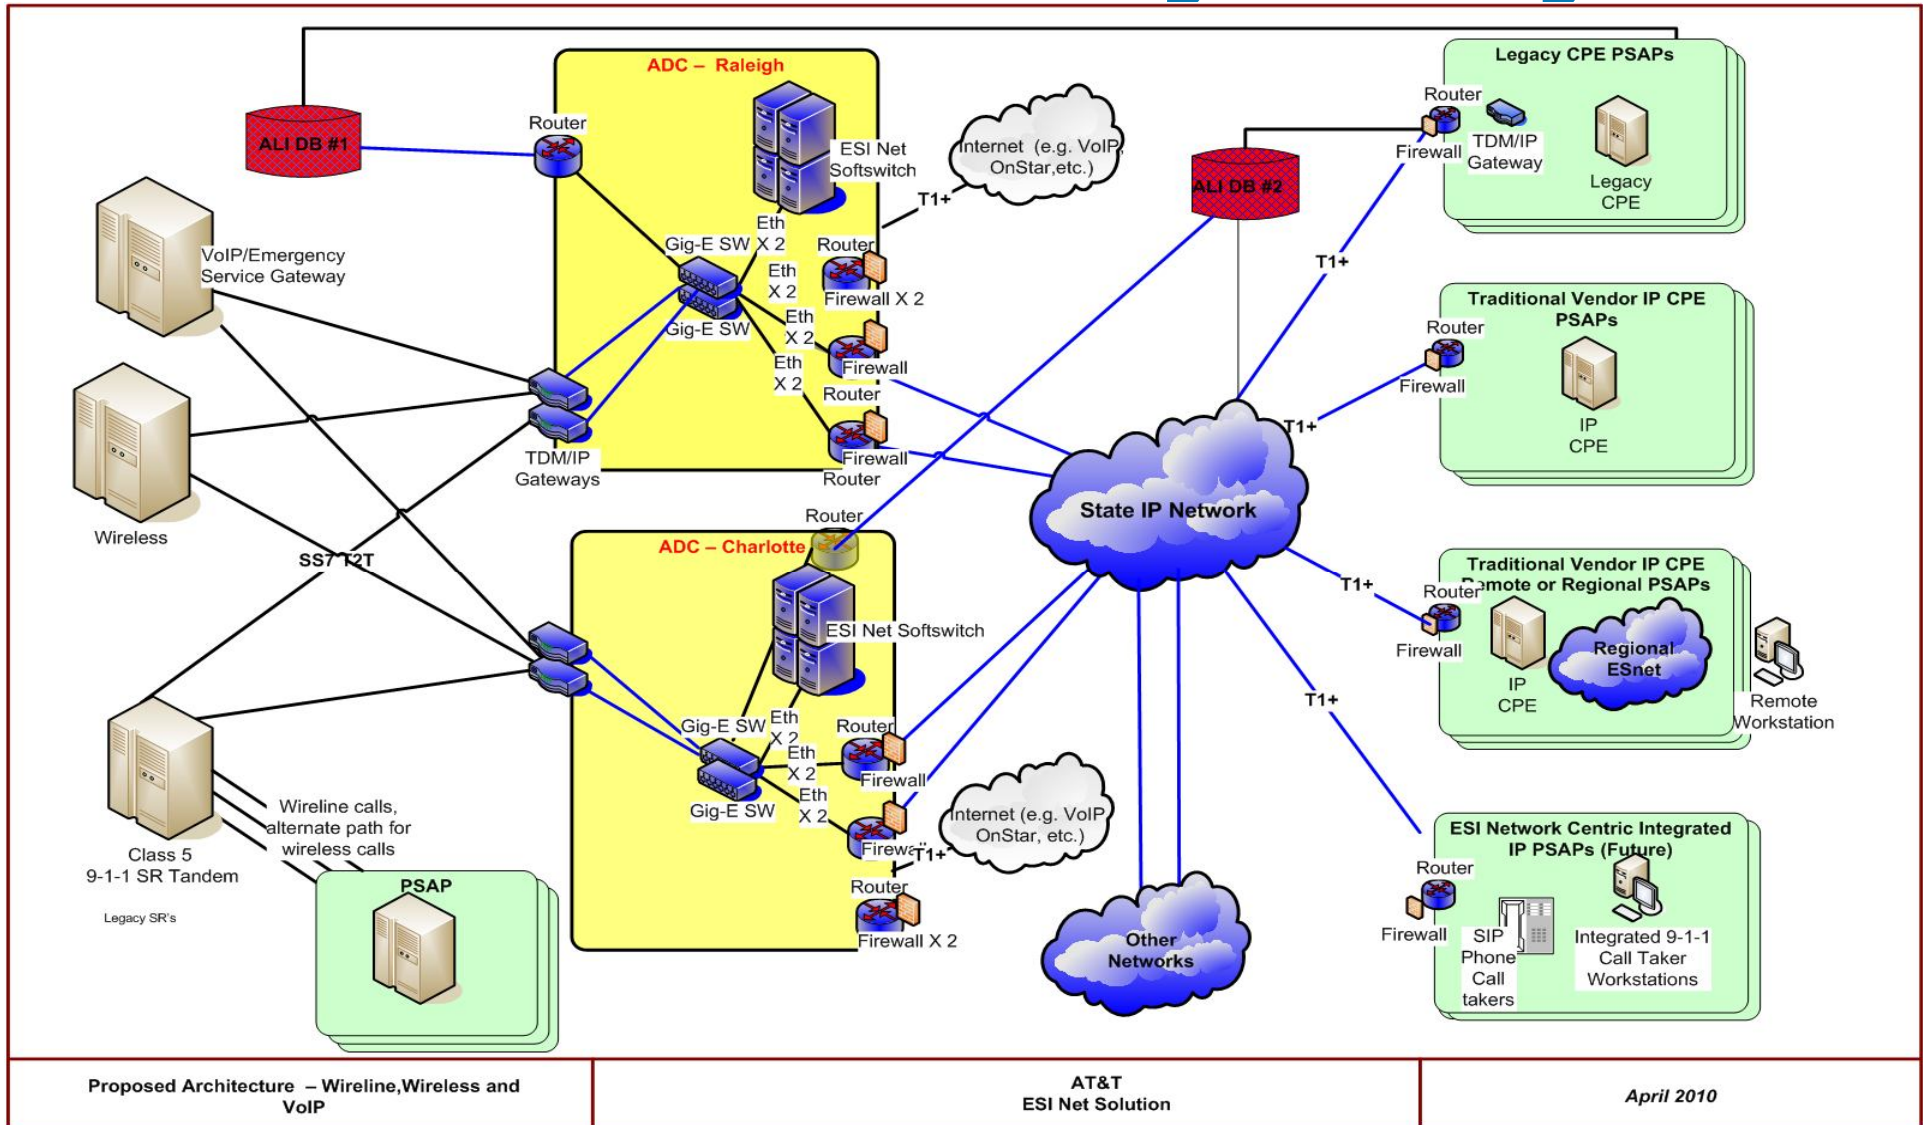 ADC – Raleigh
Legacy CPE PSAPs
ALI DB #1
Router
ESI Net
Softswitch
Internet (e.g. VoIP,
OnStar,etc.)
T1+
ALI DB #2
Router
Firewall
TDM/IP
Gateway
Legacy
CPE
VoIP/Emergency
Service Gateway
Gig-E SW
Eth
X 2
Router
Eth
X 2
Firewall X 2
Gig-E SW
Eth
X 2
Firewall
Eth
X 2
Router
Firewall
Router
TDM/IP
Gateways
T1+
Traditional Vendor IP CPE
PSAPs
Router
Firewall
IP
CPE
T1+
Wireless
SS7 T2T
State IP Network
Router
ADC – Charlotte
ESI Net Softswitch
Traditional Vendor IP CPE
Remote or Regional PSAPs
T1+
Router
Firewall
IP
CPE
Regional
ESnet
Remote
Workstation
T1+
Gig-E SW
Eth
X 2
Router
Eth
X 2
Firewall
Gig-E SW
Eth
X 2
Firewall
T1+
Internet (e.g. VoIP
OnStar, etc.)
Router
Firewall X 2
Wireline calls,
alternate path for
wireless calls
Class 5
9-1-1 SR Tandem
Legacy SR's
PSAP
Other
Networks
ESI Network Centric Integrated
IP PSAPs (Future)
Router
Firewall
SIP
Phone
Call
takers
Integrated 9-1-1
Call Taker
Workstations
Proposed Architecture – Wireline,Wireless and
VoIP
AT&T
ESI Net Solution
April 2010